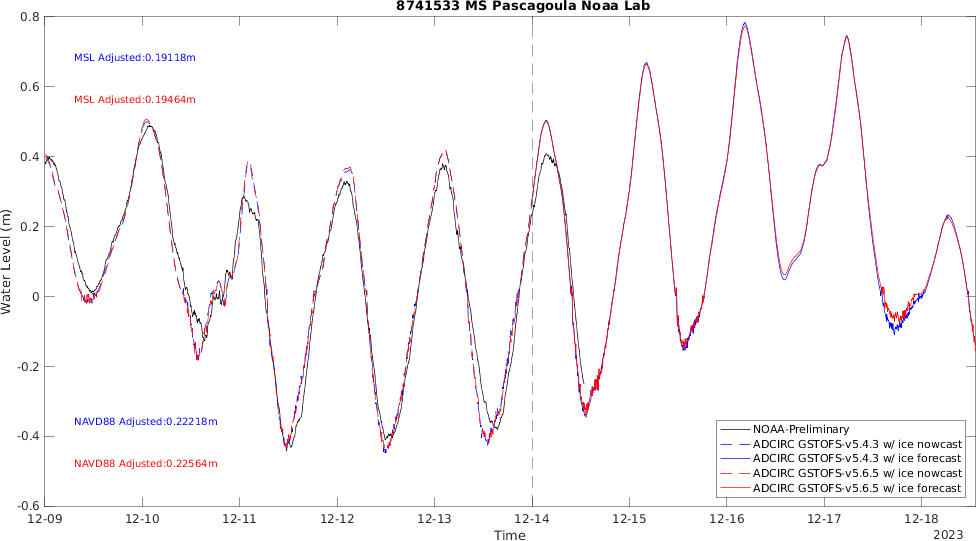 8741533 MS Pascagoula Noaa Lab
0.8
0.6
0.4
0.2
0
-0.2
-0.4
-0.6
Water Level (m)
MSL Adjusted:0.19118m
MSL Adjusted:0.19464m
NAVD88 Adjusted:0.22218m
NAVD88 Adjusted:0.22564m
NOAA-Preliminary
ADCIRC GSTOFS-v5.4.3 w/ ice nowcast
ADCIRC GSTOFS-v5.4.3 w/ ice forecast
ADCIRC GSTOFS-v5.6.5 w/ ice nowcast
ADCIRC GSTOFS-v5.6.5 w/ ice forecast
12-09 12-10 12-11 12-12 12-13 12-14 12-15 12-16 12-17 12-18
Time
2023